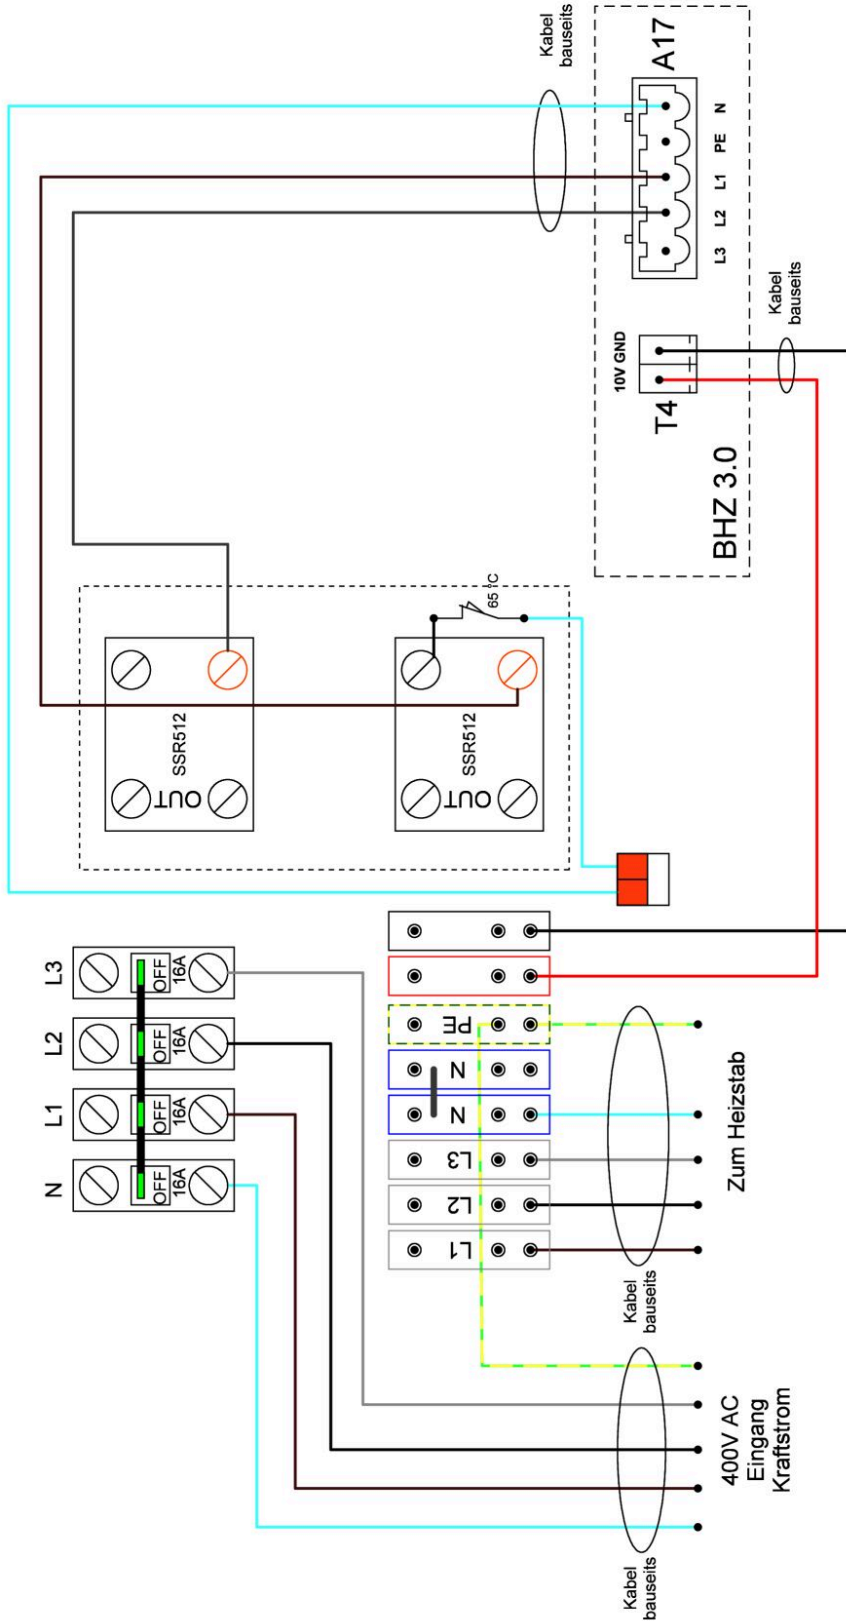 Kabel
bauseits
A17
N
PE
L1
L2
L3
Kabel
bauseits
10V GND
T4
BHZ 3.0
65 °C
SSR512
OUT
SSR512
OUT
L3
OFF
16A
L2
OFF
16A
L1
OFF
16A
N
OFF
16A
PE
N
N
L3
L2
L1
Zum Heizstab
Kabel
bauseits
400V AC
Eingang
Kraftstrom
Kabel
bauseits